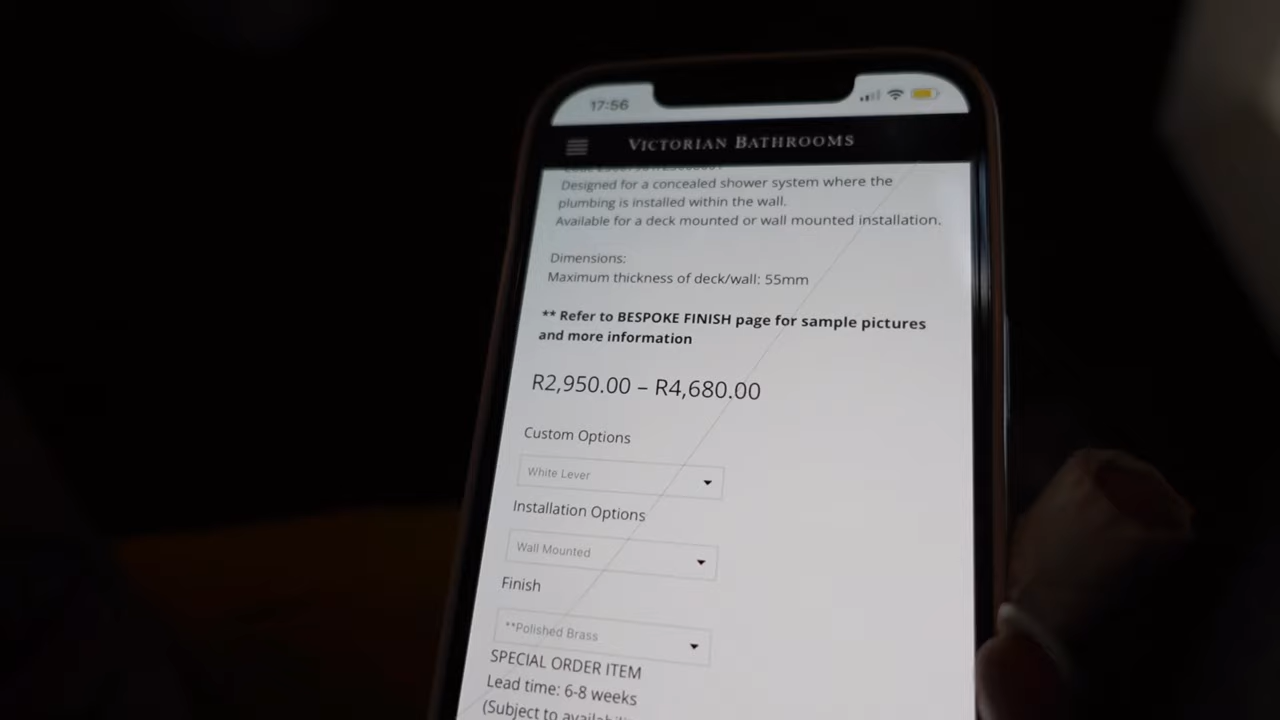 17:56
VICTORIAN BATHROOMS
Designed for a concealed shower system where the
plumbing is installed within the wall.
Available for a deck mounted or wall mounted installation.
Dimensions:
Maximum thickness of deck/wall: 55mm
** Refer to BESPOKE FINISH page for sample pictures
and more information
R2,950.00 – R4,680.00
Custom Options
White Lever
Installation Options
Wall Mounted
Finish
**Polished Brass
SPECIAL ORDER ITEM
Lead time: 6-8 weeks
(Subject to